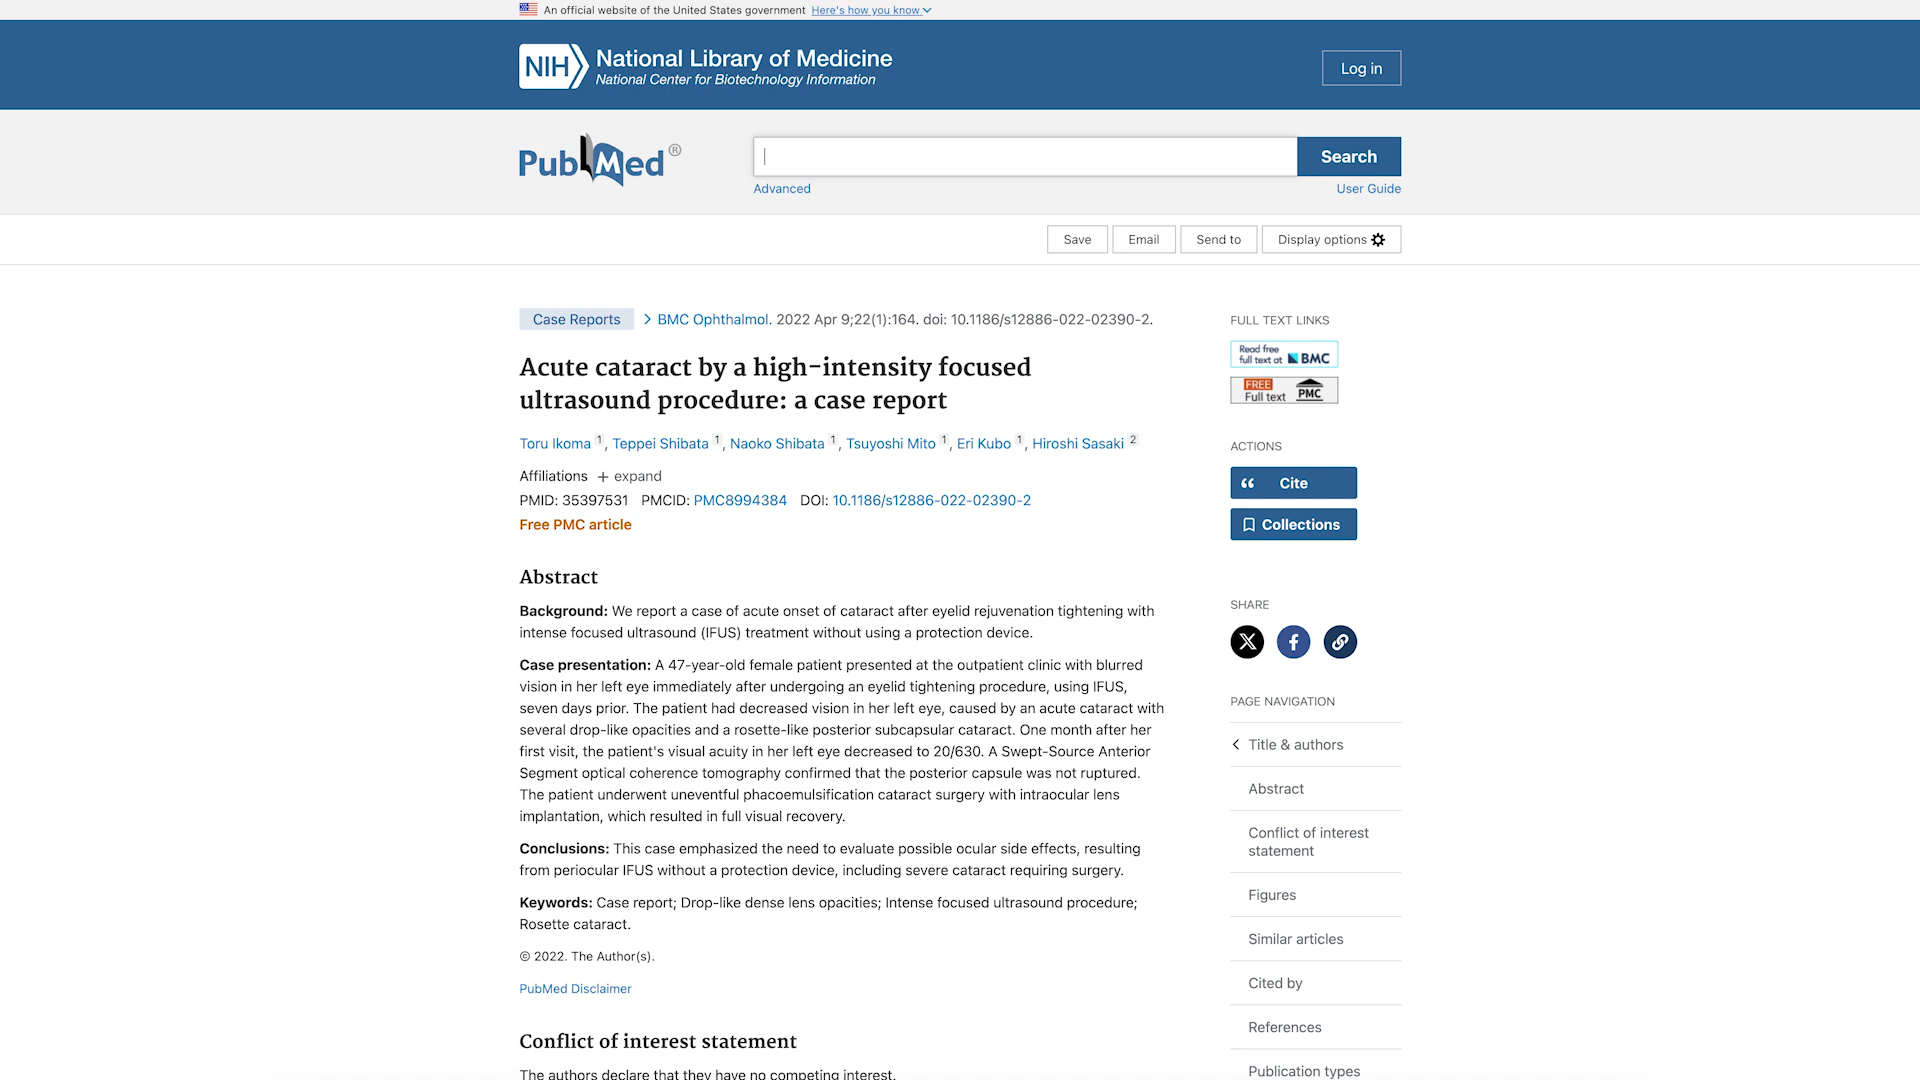 An official website of the United States government Here's how you know
NIH National Library of Medicine
National Center for Biotechnology Information
Log in
PubMed®
Search
Advanced
User Guide
Save
Email
Send to
Display options
Case Reports
BMC Ophthalmol. 2022 Apr 9;22(1):164. doi: 10.1186/s12886-022-02390-2.
Acute cataract by a high-intensity focused
ultrasound procedure: a case report
Toru Ikoma 1, Teppei Shibata 1, Naoko Shibata 1, Tsuyoshi Mito 1, Eri Kubo 1, Hiroshi Sasaki 2
Affiliations + expand
PMID: 35397531 PMCID: PMC8994384 DOI: 10.1186/s12886-022-02390-2
Free PMC article
Abstract
Background: We report a case of acute onset of cataract after eyelid rejuvenation tightening with
intense focused ultrasound (IFUS) treatment without using a protection device.
Case presentation: A 47-year-old female patient presented at the outpatient clinic with blurred
vision in her left eye immediately after undergoing an eyelid tightening procedure, using IFUS,
seven days prior. The patient had decreased vision in her left eye, caused by an acute cataract with
several drop-like opacities and a rosette-like posterior subcapsular cataract. One month after her
first visit, the patient's visual acuity in her left eye decreased to 20/630. A Swept-Source Anterior
Segment optical coherence tomography confirmed that the posterior capsule was not ruptured.
The patient underwent uneventful phacoemulsification cataract surgery with intraocular lens
implantation, which resulted in full visual recovery.
Conclusions: This case emphasized the need to evaluate possible ocular side effects, resulting
from periocular IFUS without a protection device, including severe cataract requiring surgery.
Keywords: Case report; Drop-like dense lens opacities; Intense focused ultrasound procedure;
Rosette cataract.
© 2022. The Author(s).
PubMed Disclaimer
Conflict of interest statement
The authors declare that they have no competing interest.
FULL TEXT LINKS
Read free
full text at BMC
FREE
Full text PMC
ACTIONS
Cite
Collections
SHARE
PAGE NAVIGATION
Title & authors
Abstract
Conflict of interest
statement
Figures
Similar articles
Cited by
References
Publication types